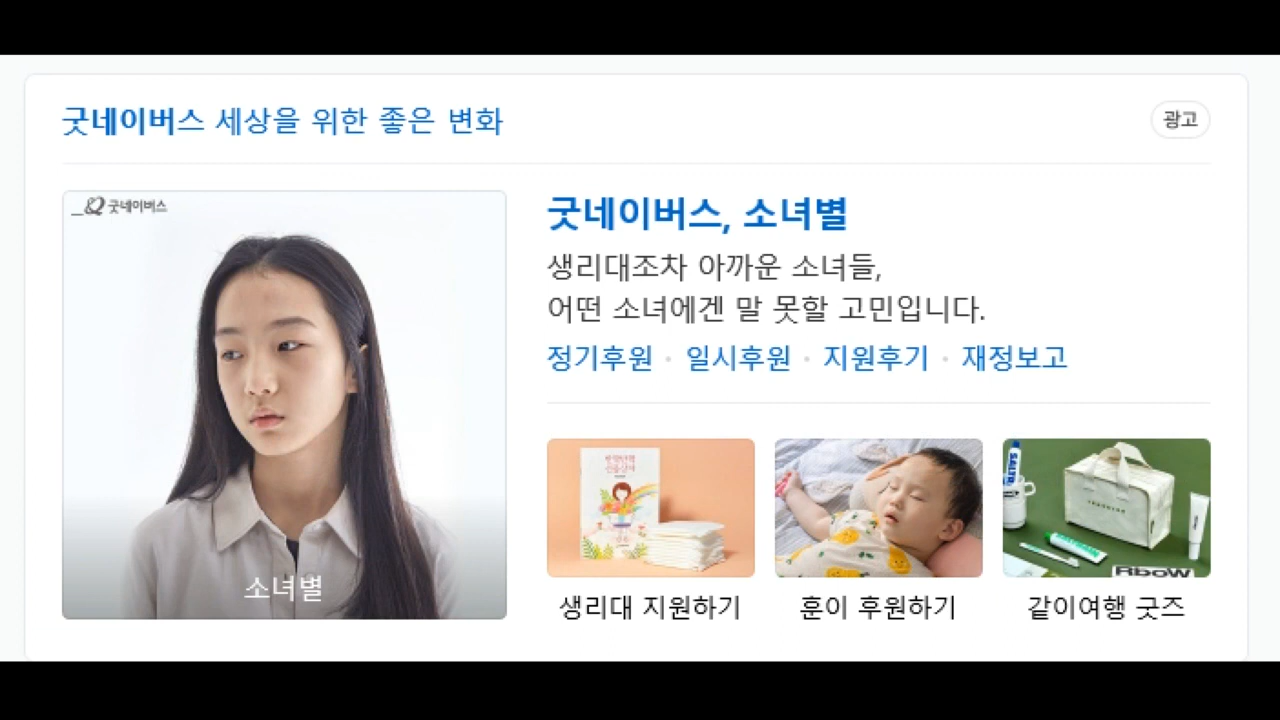 굿네이버스 세상을 위한 좋은 변화
광고
굿네이버스
소녀별
굿네이버스, 소녀별
생리대조차 아까운 소녀들,
어떤 소녀에겐 말 못할 고민입니다.
정기후원 · 일시후원 · 지원후기 · 재정보고
생리대 지원하기
SALTR
훈이 후원하기
RboW
같이여행 굿즈